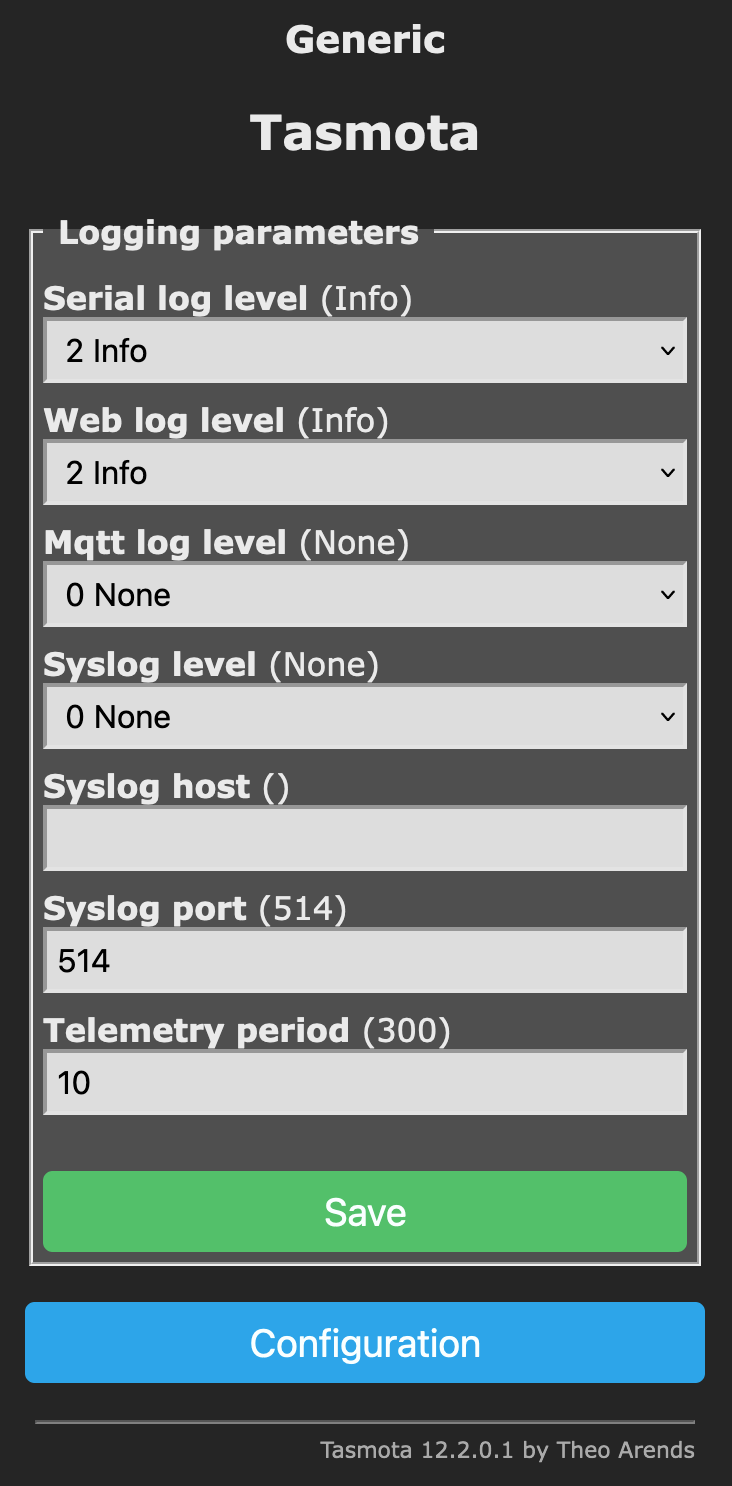 Generic
Tasmota
Logging parameters
Serial log level (Info)
2 Info
Web log level (Info)
2 Info
Mqtt log level (None)
0 None
Syslog level (None)
0 None
Syslog host ()
Syslog port (514)
514
Telemetry period (300)
10
Save
Configuration
Tasmota 12.2.0.1 by Theo Arends